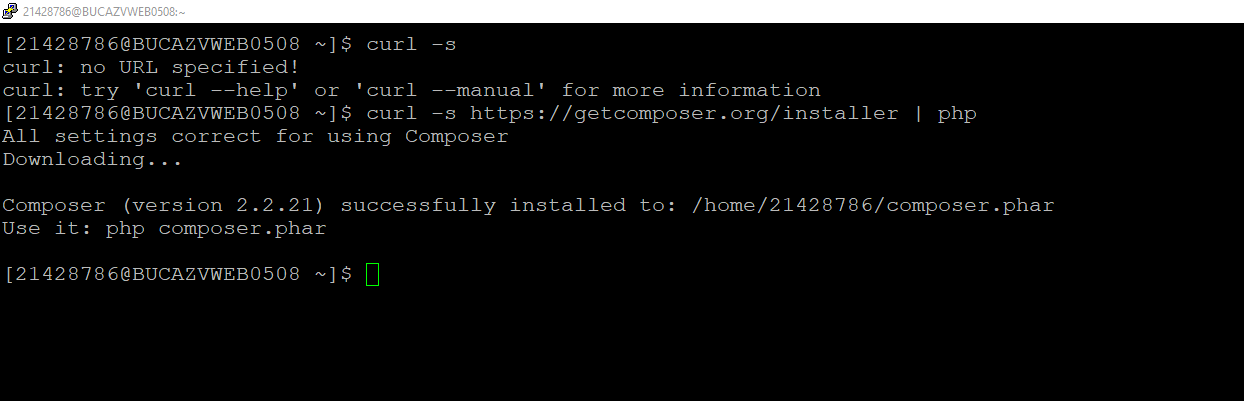 21428786@BUCAZVWEB0508:~
[21428786@BUCAZVWEB0508 ~]$ curl -s
curl: no URL specified!
curl: try 'curl --help' or 'curl --manual' for more information
[21428786@BUCAZVWEB0508 ~]$ curl -s https://getcomposer.org/installer | php
All settings correct for using Composer
Downloading...
Composer (version 2.2.21) successfully installed to: /home/21428786/composer.phar
Use it: php composer.phar
[21428786@BUCAZVWEB0508 ~]$